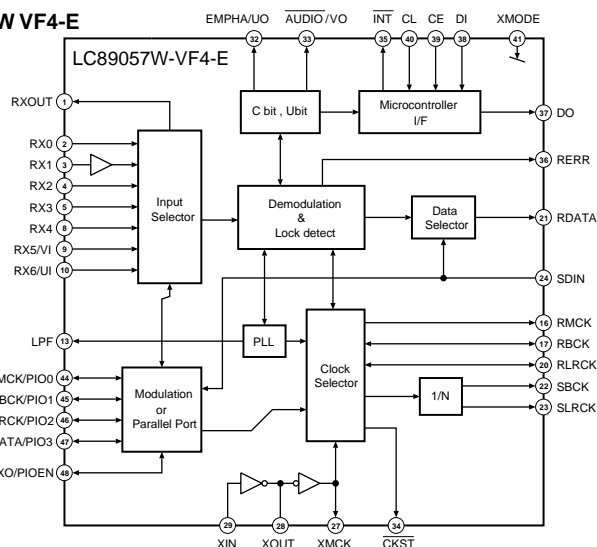 W VF4-E
EMPHA/UO
AUDIO/VO
INT
CL
CE
DI
XMODE
32
33
35
40
39
38
41
LC89057W-VF4-E
RXOUT
1
C bit , Ubit
Microcontroller
I/F
37
DO
RX0
2
RX1
3
RX2
4
RX3
5
RX4
8
RX5/VI
9
RX6/UI
10
Input
Selector
Demodulation
&
Lock detect
Data
Selector
36
RERR
21
RDATA
24
SDIN
LPF
13
PLL
Clock
Selector
16
RMCK
17
RBCK
20
RLRCK
22
SBCK
23
SLRCK
1/N
MCK/PIO0
44
BCK/PIO1
45
RCK/PIO2
46
ATA/PIO3
47
XO/PIOEN
48
Modulation
or
Parallel Port
29
28
27
34
XIN
XOUT
XMCK
CKST